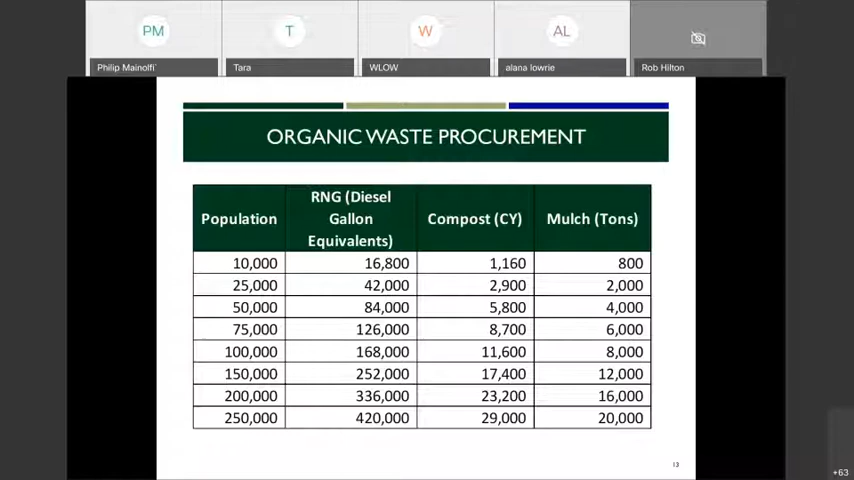 PM
T
W
AL
Philip Mainolfi
Tara
WLOW
alana lowrie
Rob Hilton
ORGANIC WASTE PROCUREMENT
Population
RNG (Diesel
Gallon
Equivalents)
Compost (CY)
Mulch (Tons)
10,000 16,800 1,160 800
25,000 42,000 2,900 2,000
50,000 84,000 5,800 4,000
75,000 126,000 8,700 6,000
100,000 168,000 11,600 8,000
150,000 252,000 17,400 12,000
200,000 336,000 23,200 16,000
250,000 420,000 29,000 20,000
13
+63